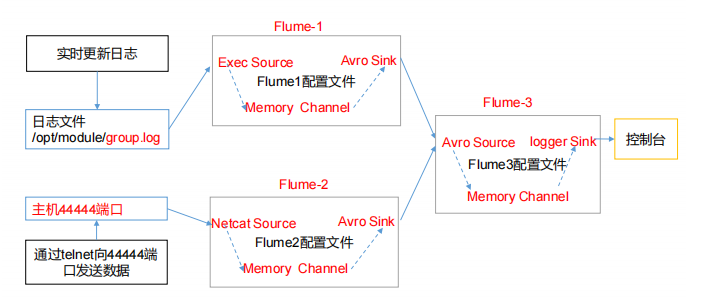 Flume-1
实时更新日志
Exec Source
Avro Sink
Flume1配置文件
Memory Channel
日志文件
/opt/module/group.log
Flume-3
Avro Source
logger Sink
Flume3配置文件
Memory Channel
控制台
Flume-2
主机44444端口
Netcat Source
Avro Sink
Flume2配置文件
Memory Channel
通过telnet向44444端
口发送数据